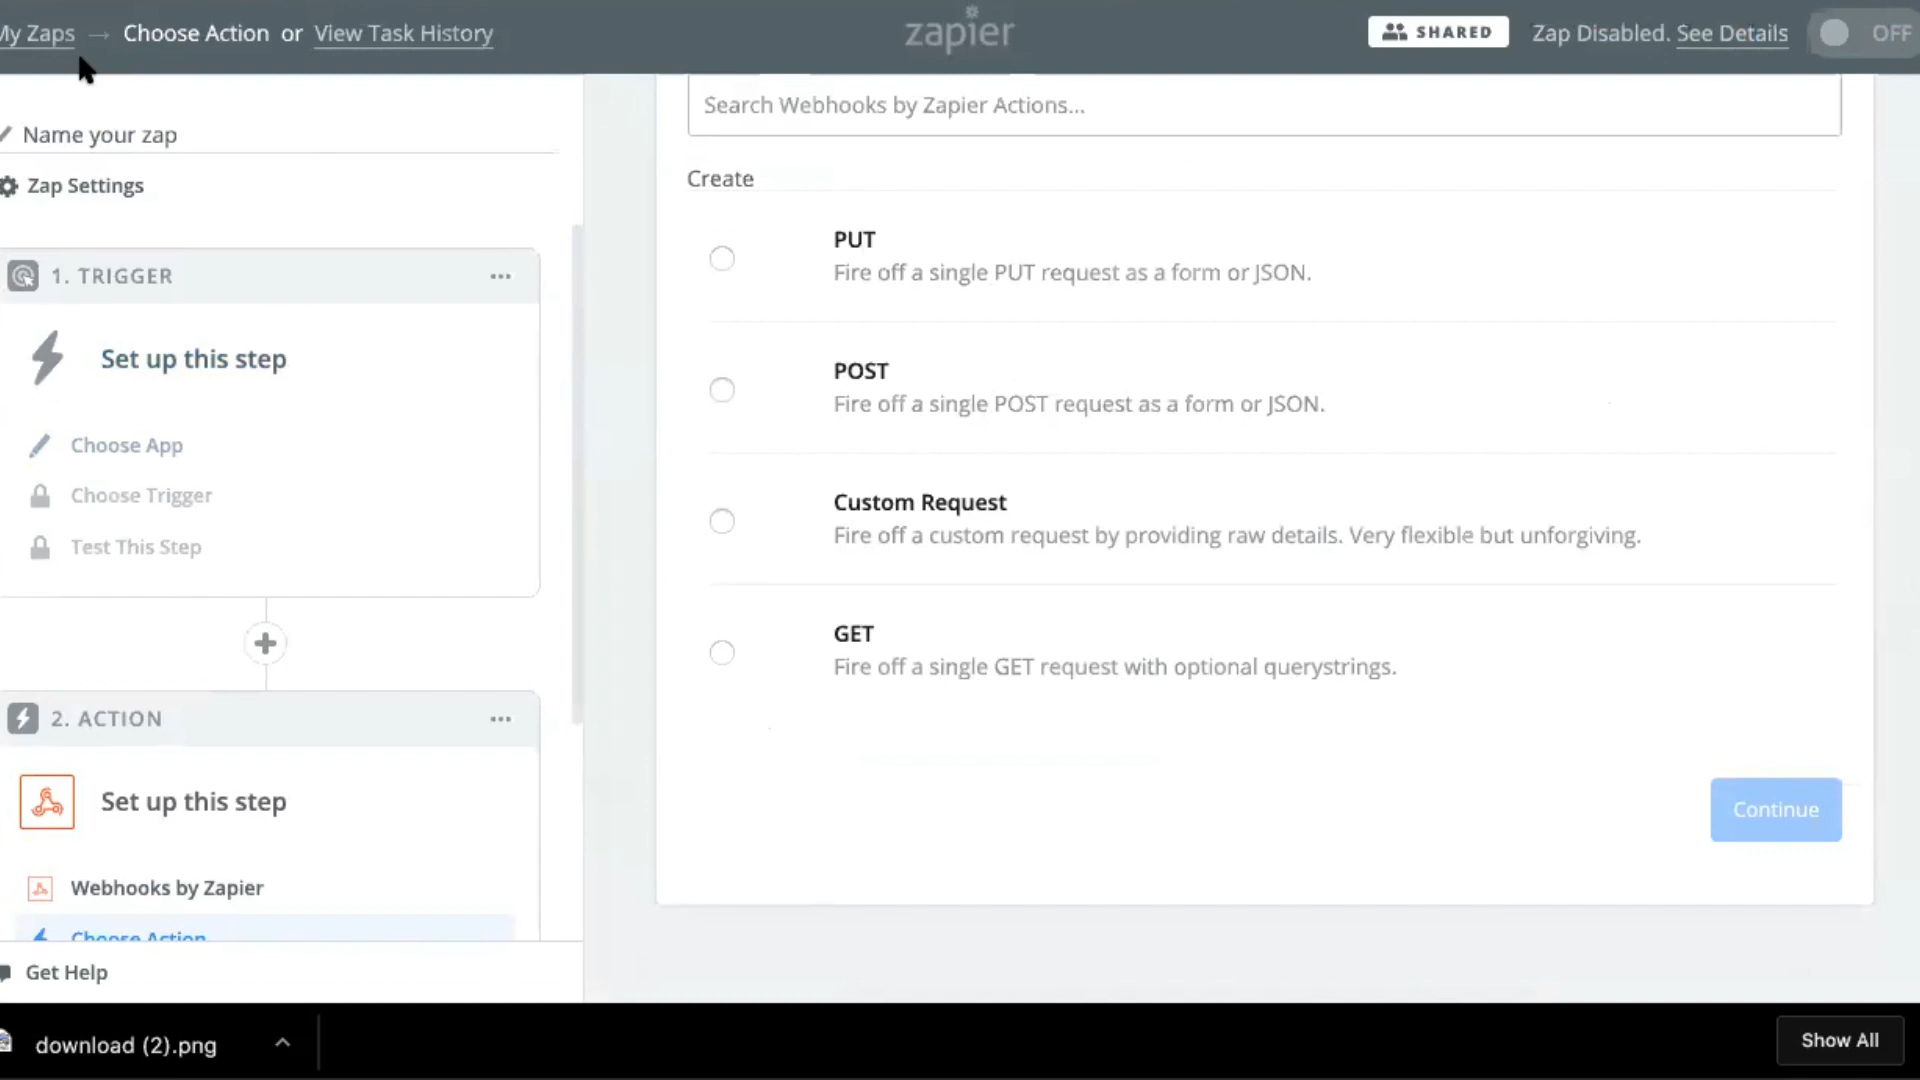 My Zaps → Choose Action or View Task History
zapier
SHARED
Zap Disabled. See Details
OFF
Name your zap
Zap Settings
1. TRIGGER
Set up this step
Choose App
Choose Trigger
Test This Step
2. ACTION
Set up this step
Webhooks by Zapier
Choose Action
Get Help
Search Webhooks by Zapier Actions...
Create
PUT
Fire off a single PUT request as a form or JSON.
POST
Fire off a single POST request as a form or JSON.
Custom Request
Fire off a custom request by providing raw details. Very flexible but unforgiving.
GET
Fire off a single GET request with optional querystrings.
Continue
download (2).png
Show All